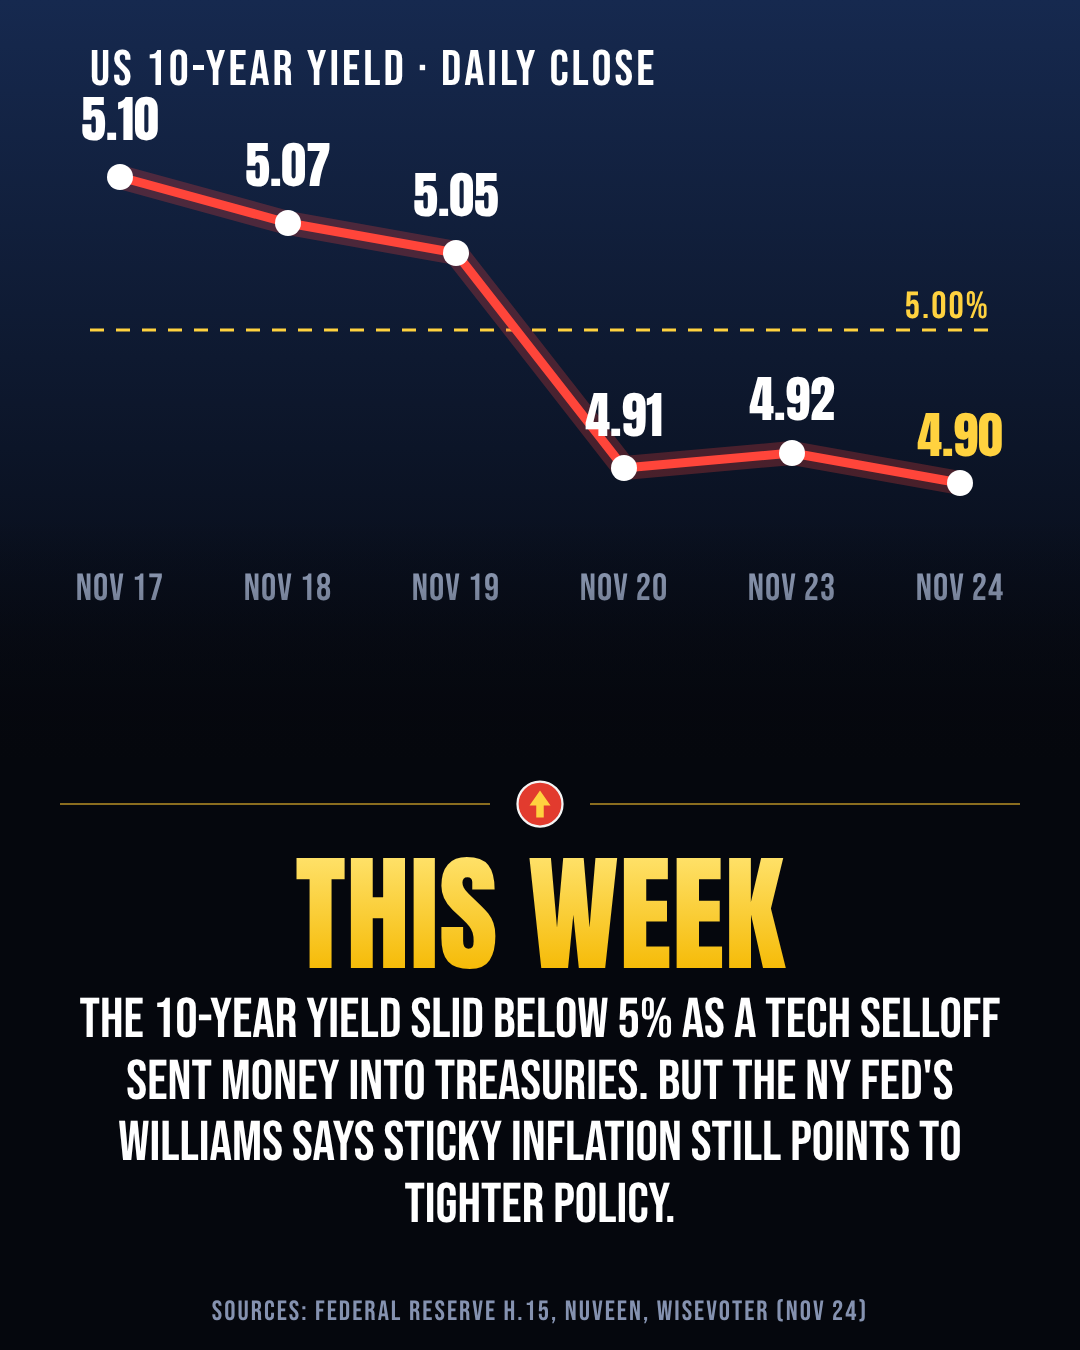 US 10-YEAR YIELD · DAILY CLOSE
5.10
5.07
5.05
5.00%
4.91
4.92
4.90
NOV 17
NOV 18
NOV 19
NOV 20
NOV 23
NOV 24
THIS WEEK
THE 10-YEAR YIELD SLID BELOW 5% AS A TECH SELLOFF
SENT MONEY INTO TREASURIES. BUT THE NY FED'S
WILLIAMS SAYS STICKY INFLATION STILL POINTS TO
TIGHTER POLICY.
SOURCES: FEDERAL RESERVE H.15, NUVEEN, WISEVOTER (NOV 24)